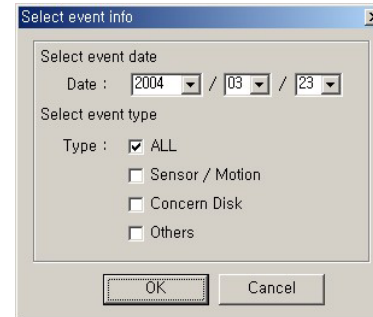 Select event info
Select event date
Date : 2004 / 03 / 23
Select event type
Type : ALL
Sensor / Motion
Concern Disk
Others
OK Cancel